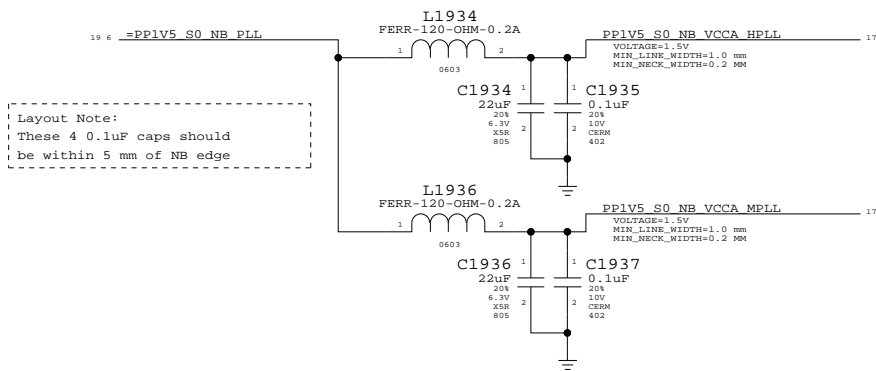 L1934
FERR-120-OHM-0.2A
19 6 =PP1V5_S0_NB_PLL
1 2
0603
PP1V5_S0_NB_VCCA_HPLL 17
VOLTAGE=1.5V
MIN_LINE_WIDTH=1.0 mm
MIN_NECK_WIDTH=0.2 MM
C1934
22uF
20%
6.3V
X5R
805
1
2
1
2
C1935
0.1uF
20%
10V
CERM
402
Layout Note:
These 4 0.1uF caps should
be within 5 mm of NB edge
L1936
FERR-120-OHM-0.2A
1 2
0603
PP1V5_S0_NB_VCCA_MPLL 17
VOLTAGE=1.5V
MIN_LINE_WIDTH=1.0 mm
MIN_NECK_WIDTH=0.2 MM
C1936
22uF
20%
6.3V
X5R
805
1
2
1
2
C1937
0.1uF
20%
10V
CERM
402